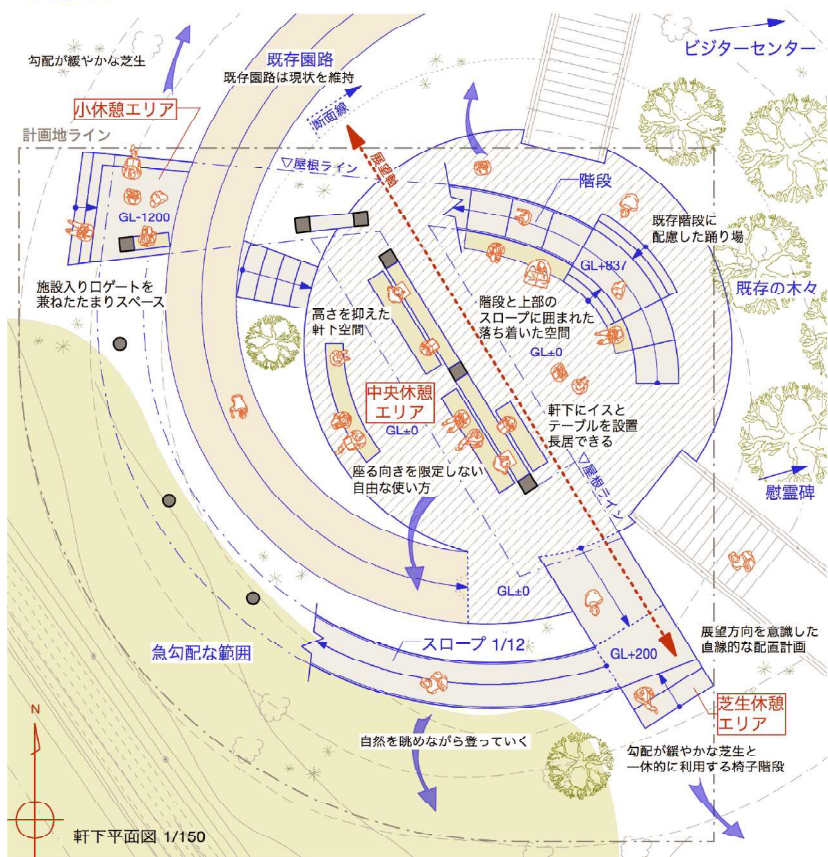 ビジターセンター
勾配が緩やかな芝生
既存園路
既存園路は現状を維持
小休憩エリア
断面線
計画地ライン
展望軸
▽屋根ライン
階段
GL-1200
既存階段に
配慮した踊り場
GL+837
施設入り口ゲートを
兼ねたたまりスペース
高さを抑えた
軒下空間
階段と上部の
スロープに囲まれた
落ち着いた空間
既存の木々
GL±0
中央休憩
エリア
GL±0
軒下にイスと
テーブルを設置
長居できる
座る向きを限定しない
自由な使い方
▽屋根ライン
慰霊碑
GL±0
急勾配な範囲
スロープ 1/12
GL+200
展望方向を意識した
直線的な配置計画
芝生休憩
エリア
N
自然を眺めながら登っていく
勾配が緩やかな芝生と
一体的に利用する椅子階段
軒下平面図 1/150